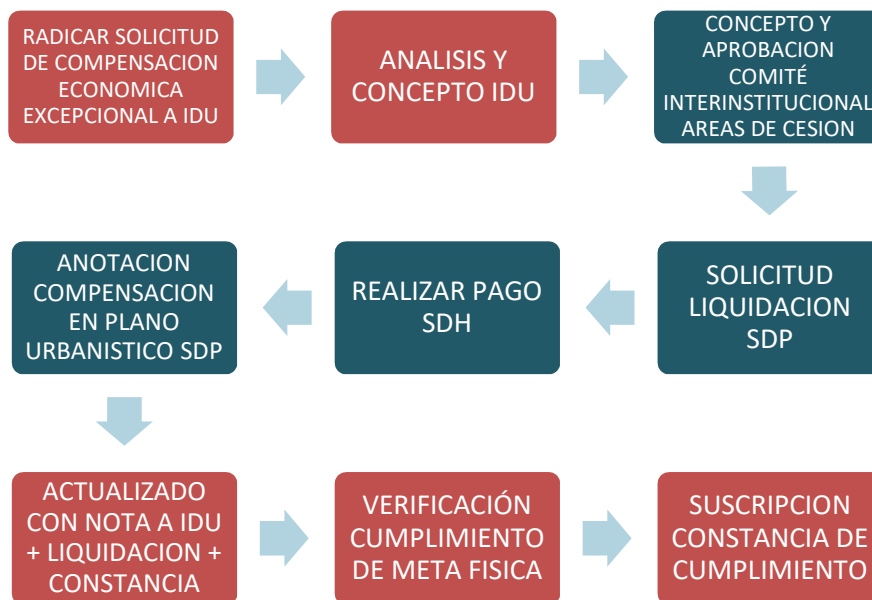 RADICAR SOLICITUD
DE COMPENSACION
ECONOMICA
EXCEPCIONAL A IDU
ANALISIS Y
CONCEPTO IDU
CONCEPTO Y
APROBACION
COMITÉ
INTERINSTITUCIONAL
AREAS DE CESION
ANOTACION
COMPENSACION
EN PLANO
URBANISTICO SDP
REALIZAR PAGO
SDH
SOLICITUD
LIQUIDACION
SDP
ACTUALIZADO
CON NOTA A IDU
+ LIQUIDACION +
CONSTANCIA
VERIFICACIÓN
CUMPLIMIENTO
DE META FISICA
SUSCRIPCION
CONSTANCIA DE
CUMPLIMIENTO